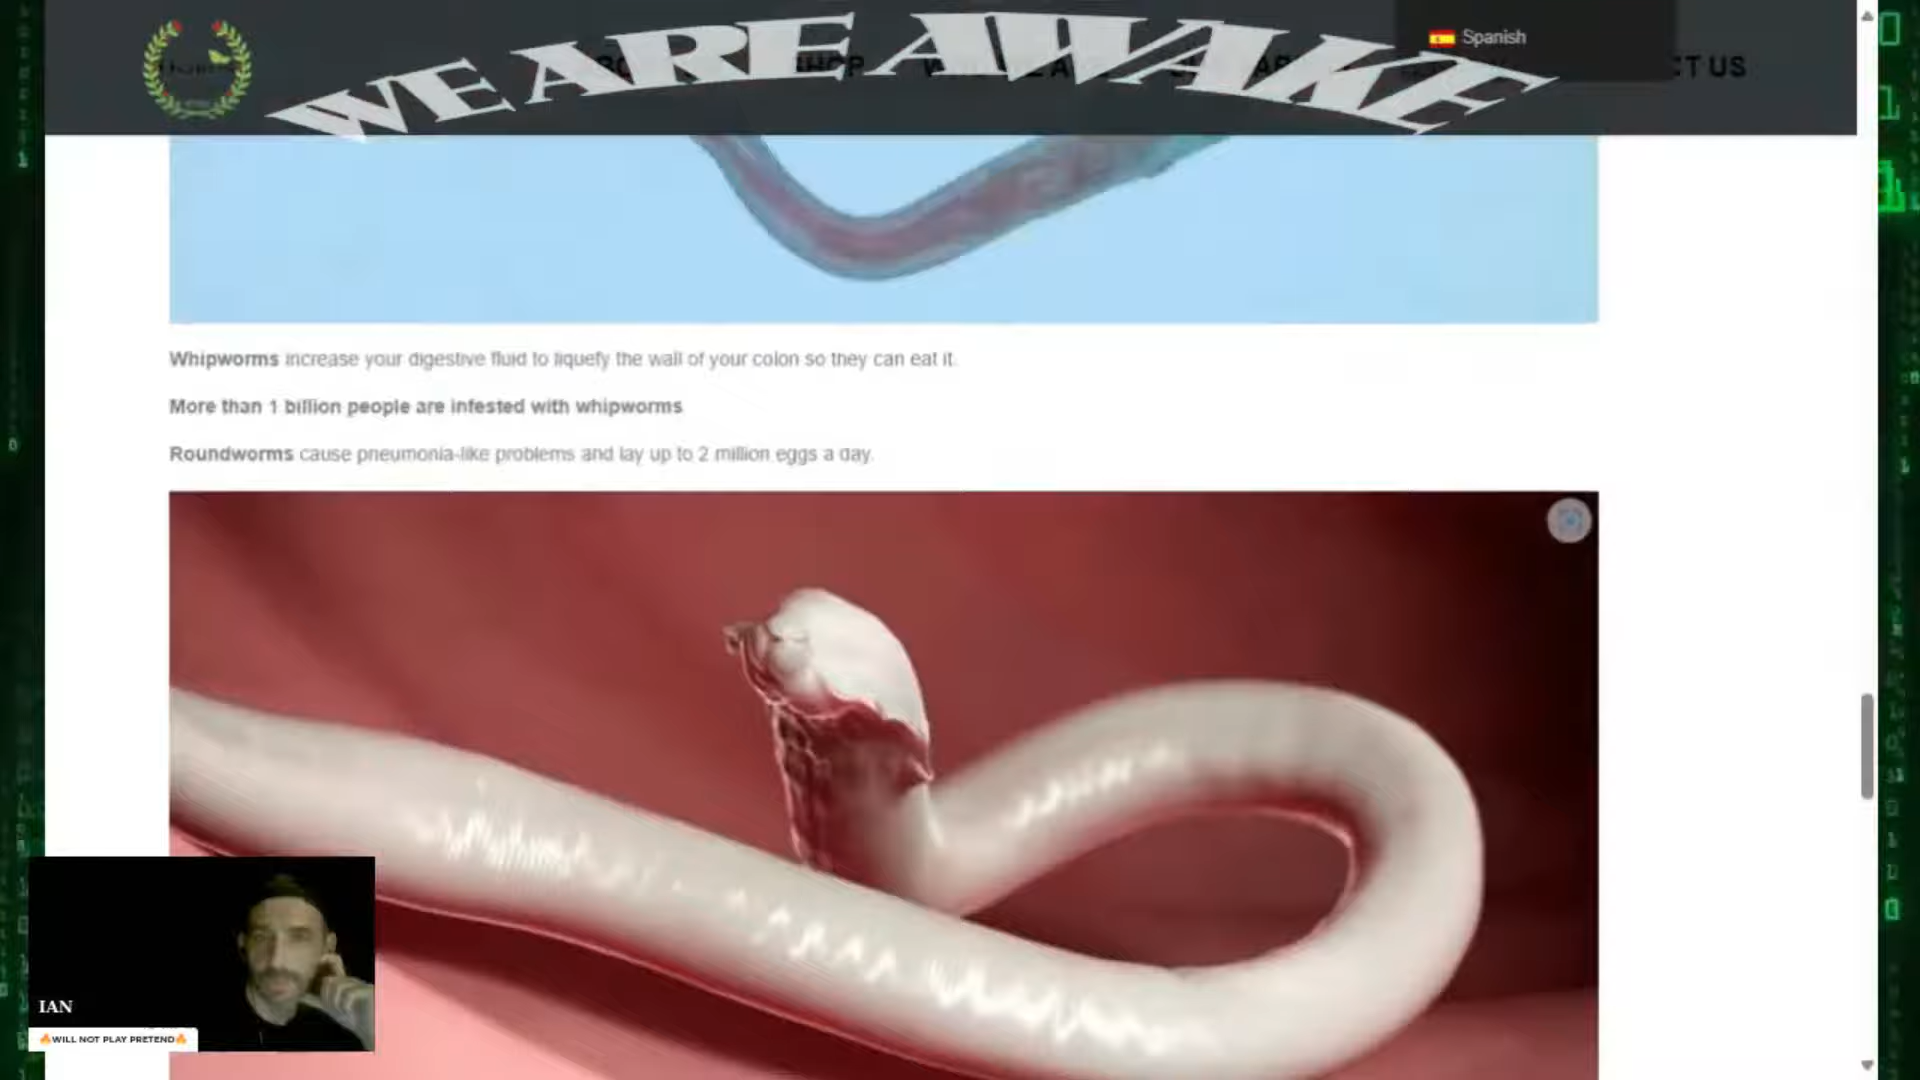 WE ARE AWAKE
Spanish
CT US
Whipworms increase your digestive fluid to liquefy the wall of your colon so they can eat it.
More than 1 billion people are infested with whipworms
Roundworms cause pneumonia-like problems and lay up to 2 million eggs a day.
IAN
🔥WILL NOT PLAY PRETEND🔥